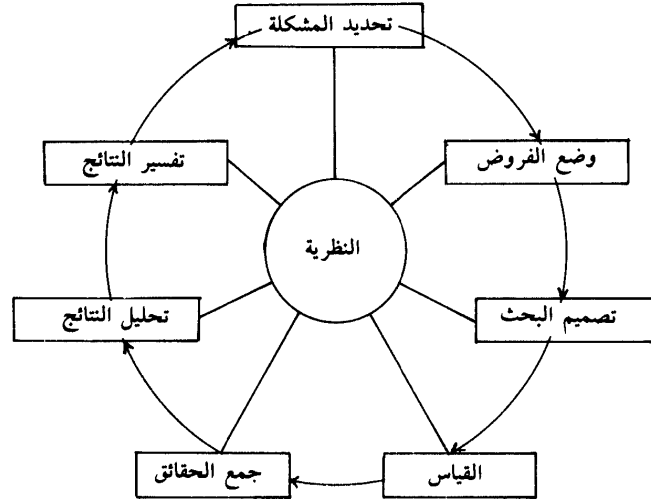 تحديد المشكلة
وضع الفروض
تفسير النتائج
النظرية
تصميم البحث
تحليل النتائج
القياس
جمع الحقائق